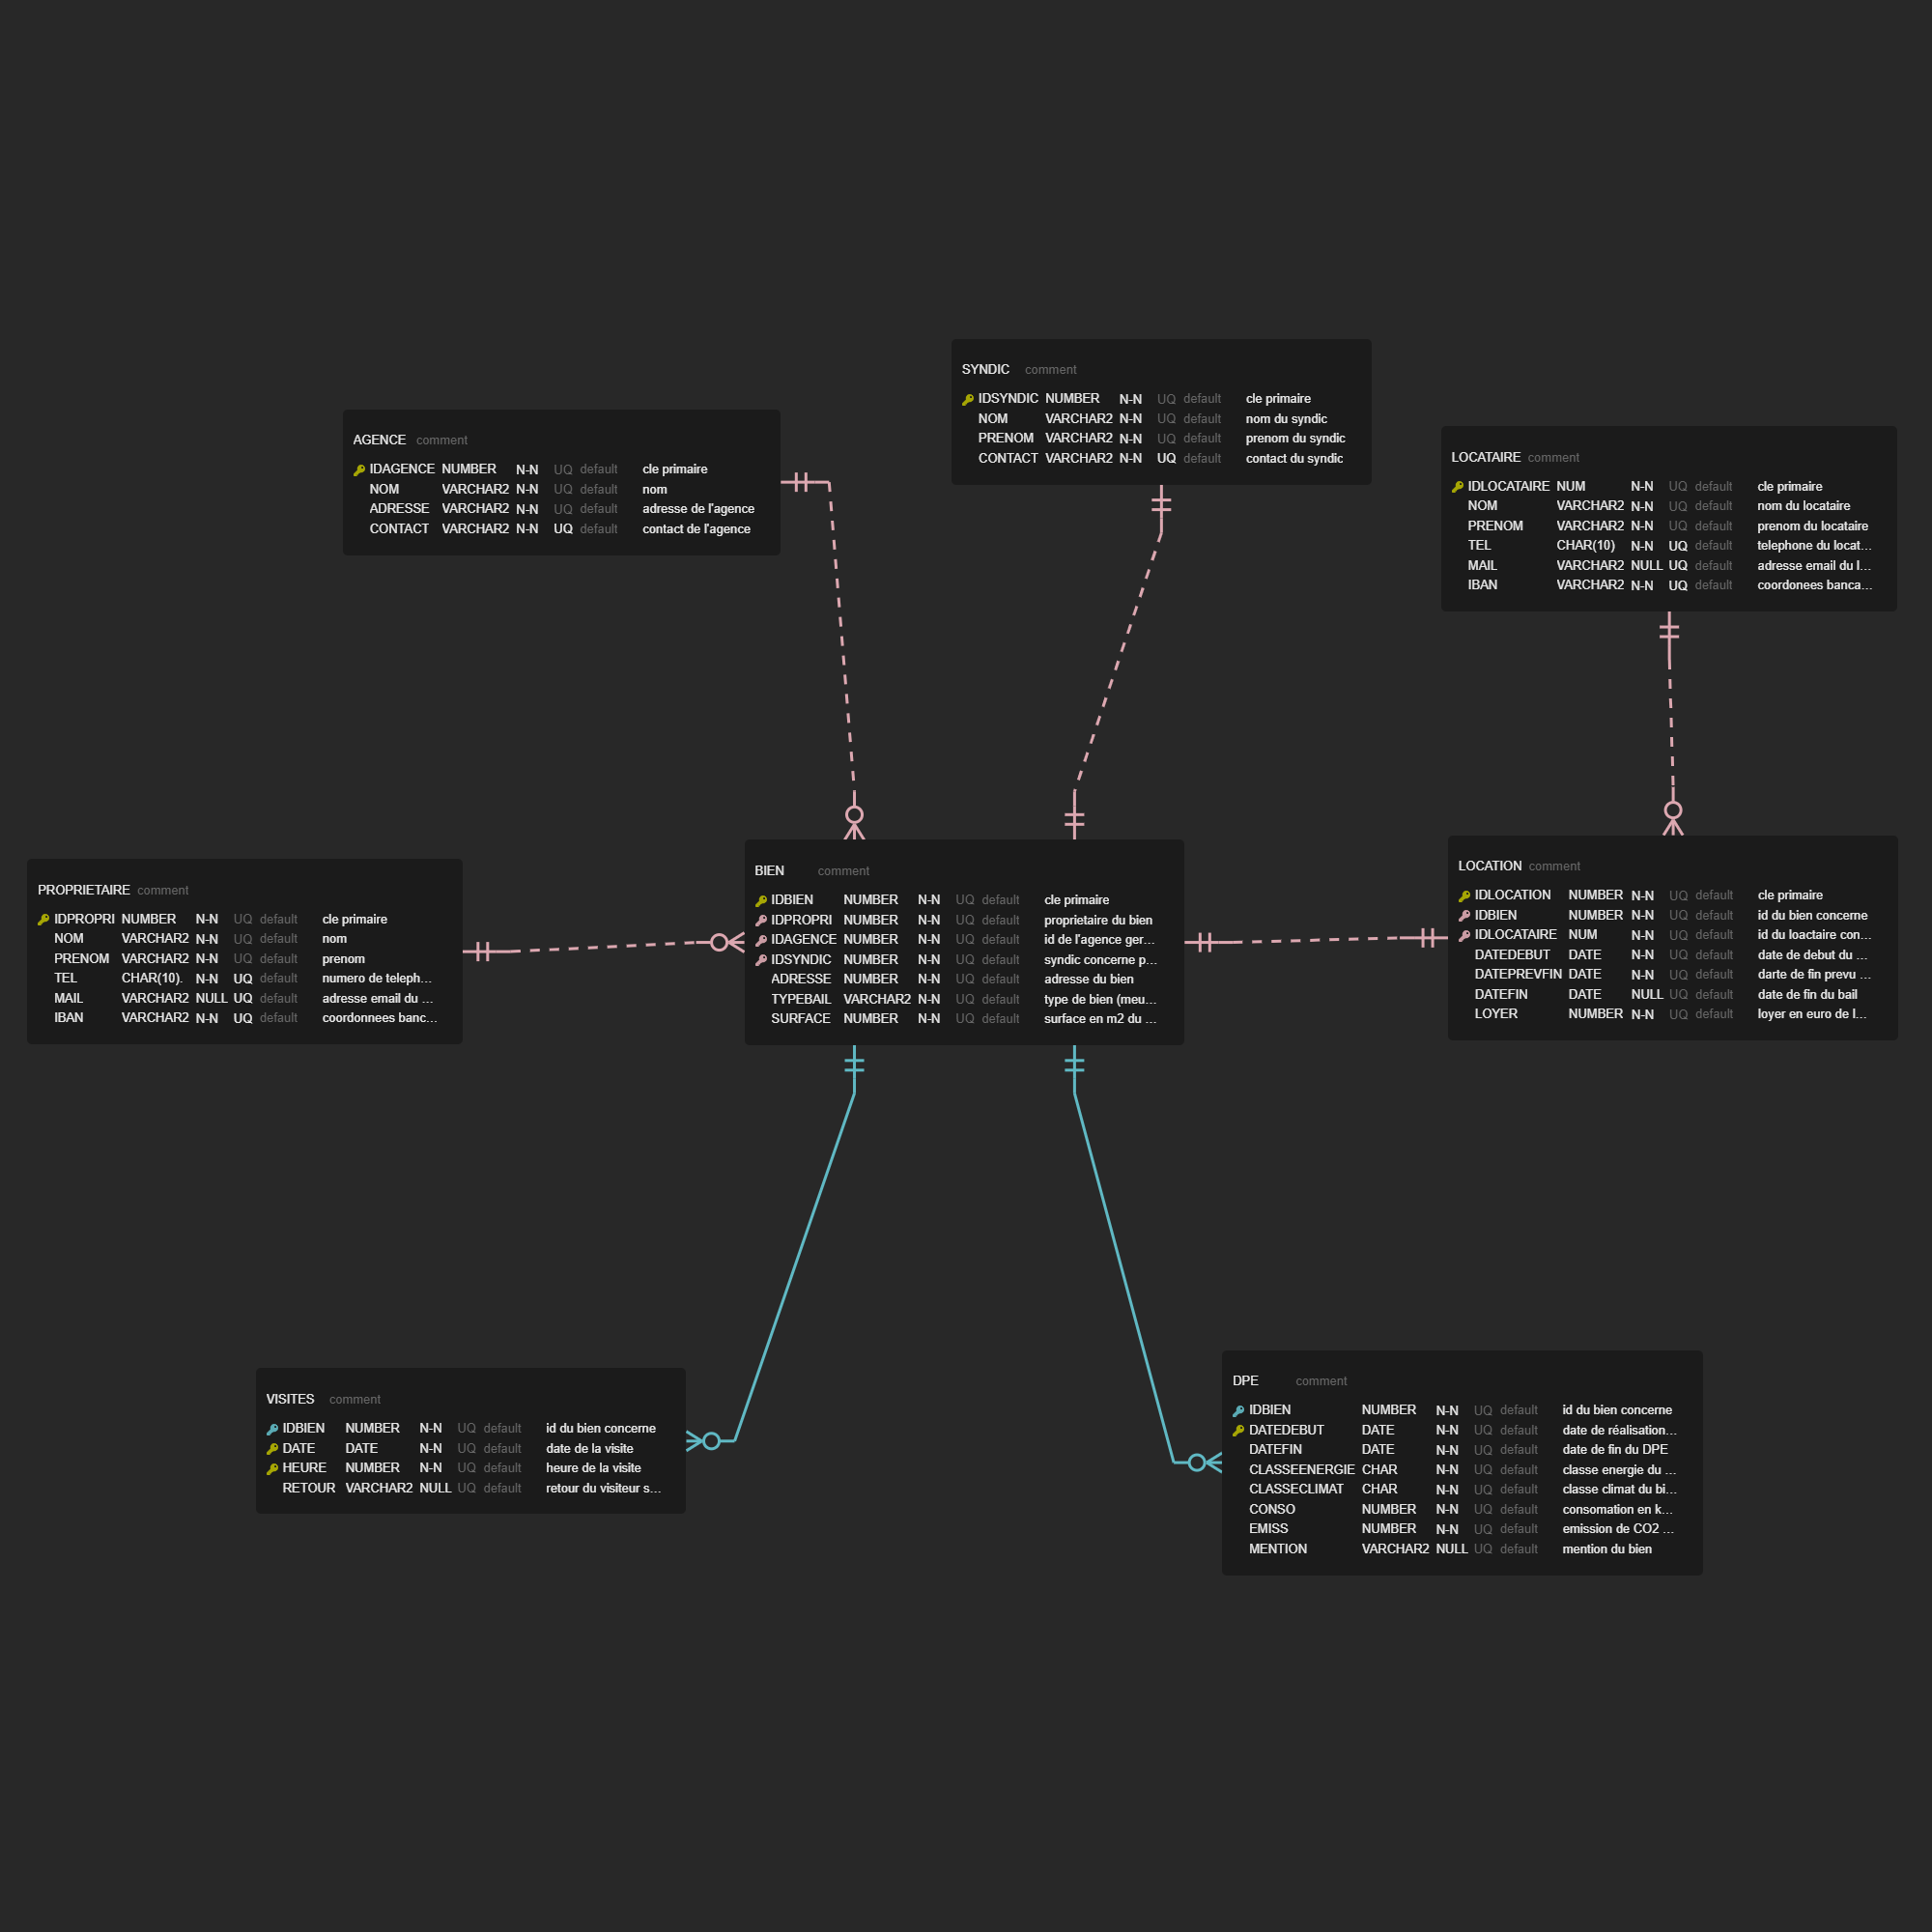 SYNDIC comment
IDSYNDIC NUMBER N-N UQ default cle primaire
NOM VARCHAR2 N-N UQ default nom du syndic
PRENOM VARCHAR2 N-N UQ default prenom du syndic
CONTACT VARCHAR2 N-N UQ default contact du syndic
AGENCE comment
IDAGENCE NUMBER N-N UQ default cle primaire
NOM VARCHAR2 N-N UQ default nom
ADRESSE VARCHAR2 N-N UQ default adresse de l'agence
CONTACT VARCHAR2 N-N UQ default contact de l'agence
LOCATAIRE comment
IDLOCATAIRE NUM N-N UQ default cle primaire
NOM VARCHAR2 N-N UQ default nom du locataire
PRENOM VARCHAR2 N-N UQ default prenom du locataire
TEL CHAR(10) N-N UQ default telephone du locat...
MAIL VARCHAR2 NULL UQ default adresse email du l...
IBAN VARCHAR2 N-N UQ default coordonees banca...
PROPRIETAIRE comment
IDPROPRI NUMBER N-N UQ default cle primaire
NOM VARCHAR2 N-N UQ default nom
PRENOM VARCHAR2 N-N UQ default prenom
TEL CHAR(10). N-N UQ default numero de teleph...
MAIL VARCHAR2 NULL UQ default adresse email du ...
IBAN VARCHAR2 N-N UQ default coordonnees banc...
BIEN comment
IDBIEN NUMBER N-N UQ default cle primaire
IDPROPRI NUMBER N-N UQ default proprietaire du bien
IDAGENCE NUMBER N-N UQ default id de l'agence ger...
IDSYNDIC NUMBER N-N UQ default syndic concerne p...
ADRESSE NUMBER N-N UQ default adresse du bien
TYPEBAIL VARCHAR2 N-N UQ default type de bien (meu...
SURFACE NUMBER N-N UQ default surface en m2 du ...
LOCATION comment
IDLOCATION NUMBER N-N UQ default cle primaire
IDBIEN NUMBER N-N UQ default id du bien concerne
IDLOCATAIRE NUM N-N UQ default id du loactaire con...
DATEDEBUT DATE N-N UQ default date de debut du ...
DATEPREVFIN DATE N-N UQ default darte de fin prevu ...
DATEFIN DATE NULL UQ default date de fin du bail
LOYER NUMBER N-N UQ default loyer en euro de l...
VISITES comment
IDBIEN NUMBER N-N UQ default id du bien concerne
DATE DATE N-N UQ default date de la visite
HEURE NUMBER N-N UQ default heure de la visite
RETOUR VARCHAR2 NULL UQ default retour du visiteur s...
DPE comment
IDBIEN NUMBER N-N UQ default id du bien concerne
DATEDEBUT DATE N-N UQ default date de réalisation...
DATEFIN DATE N-N UQ default date de fin du DPE
CLASSEENERGIE CHAR N-N UQ default classe energie du ...
CLASSECLIMAT CHAR N-N UQ default classe climat du bi...
CONSO NUMBER N-N UQ default consomation en k...
EMISS NUMBER N-N UQ default emission de CO2 ...
MENTION VARCHAR2 NULL UQ default mention du bien